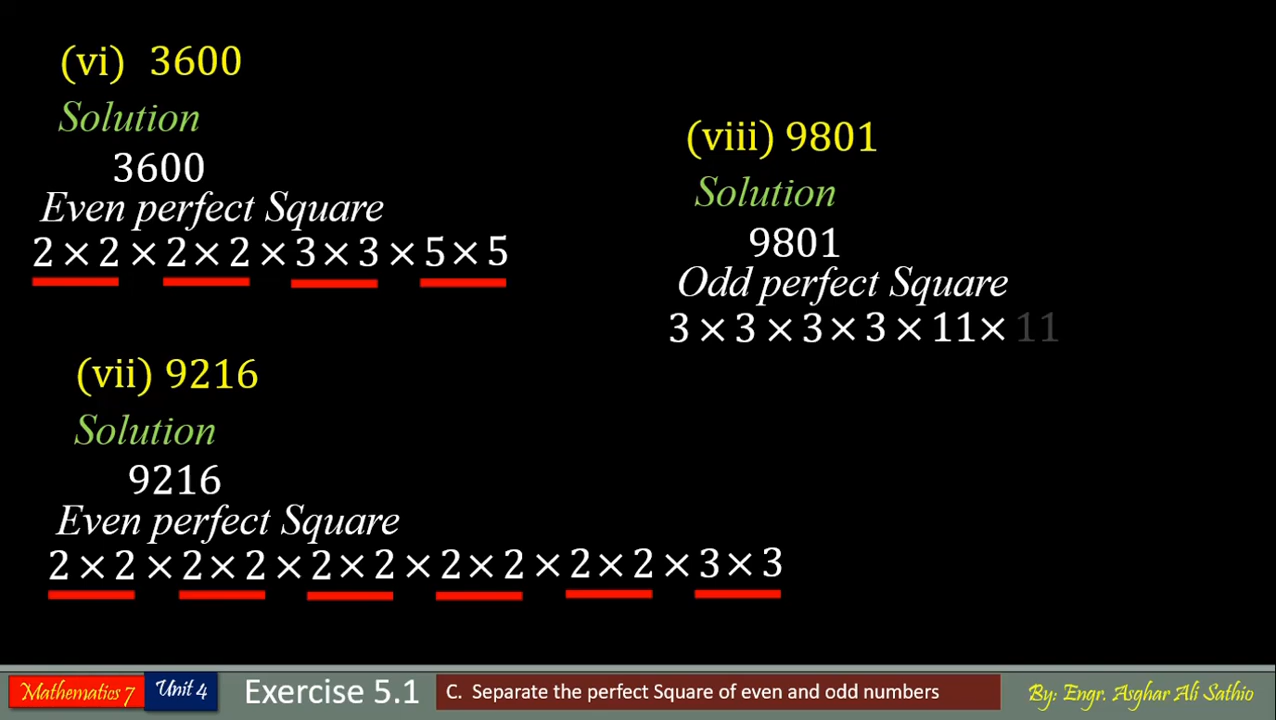 (vi) 3600
Solution
3600
Even perfect Square
2 × 2 × 2 × 2 × 3 × 3 × 5 × 5
(vii) 9216
Solution
9216
Even perfect Square
2 × 2 × 2 × 2 × 2 × 2 × 2 × 2 × 2 × 2 × 3 × 3
(viii) 9801
Solution
9801
Odd perfect Square
3 × 3 × 3 × 3 × 11× 11
Mathematics 7 Unit 4 Exercise 5.1 C. Separate the perfect Square of even and odd numbers By: Engr. Asghar Ali Sathio